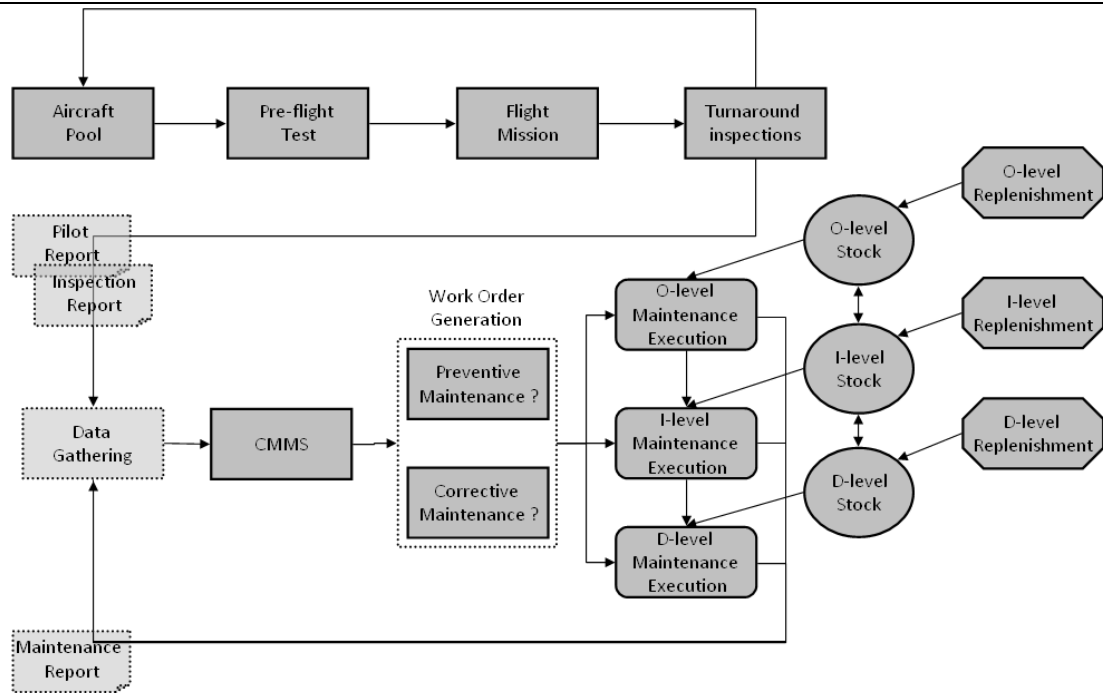 Aircraft
Pool
Pre-flight
Test
Flight
Mission
Turnaround
inspections
O-level
Replenishment
Pilot
Report
O-level
Stock
Inspection
Report
Work Order
Generation
O-level
Maintenance
Execution
I-level
Replenishment
Preventive
Maintenance ?
I-level
Stock
Data
Gathering
CMMS
I-level
Maintenance
Execution
D-level
Replenishment
Corrective
Maintenance ?
D-level
Stock
D-level
Maintenance
Execution
Maintenance
Report